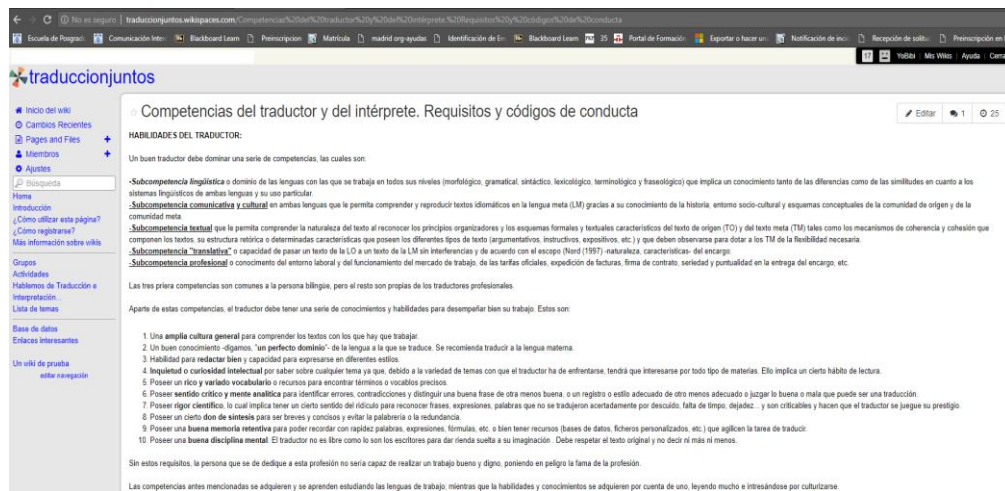 No es seguro | traduccionjuntos.wikispaces.com/Competencias%20del%20traductor%20y%20del%20intérprete.%20Requisitos%20y%20códigos%20de%20conducta
Escuela de Posgrado Comunicación Inter Blackboard Learn Preinscripcion Matrícula madrid org-ayudas Identificación de En Blackboard Learn 35 Portal de Formación Exportar o hacer un Notificación de inci Recepción de solitu Preinscripción en l
17 YoBibi Mis Wikis Ayuda Cerra
traduccionjuntos
Inicio del wiki
Cambios Recientes
Pages and Files +
Miembros +
Ajustes
Búsqueda
Home
Introducción
¿Cómo utilizar esta página?
¿Cómo registrarse?
Más información sobre wikis
Grupos
Actividades
Hablemos de Traducción e
Interpretación...
Lista de temas
Base de datos
Enlaces interesantes
Un wiki de prueba
editar navegación
Competencias del traductor y del intérprete. Requisitos y códigos de conducta
Editar 1 25
HABILIDADES DEL TRADUCTOR:
Un buen traductor debe dominar una serie de competencias, las cuales son:
-Subcompetencia lingüística o dominio de las lenguas con las que se trabaja en todos sus niveles (morfológico, gramatical, sintáctico, lexicológico, terminológico y fraseológico) que implica un conocimiento tanto de las diferencias como de las similitudes en cuanto a los
sistemas lingüísticos de ambas lenguas y su uso particular.
-Subcompetencia comunicativa y cultural en ambas lenguas que le permita comprender y reproducir textos idiomáticos en la lengua meta (LM) gracias a su conocimiento de la historia, entorno socio-cultural y esquemas conceptuales de la comunidad de origen y de la
comunidad meta.
-Subcompetencia textual que le permita comprender la naturaleza del texto al reconocer los principios organizadores y los esquemas formales y textuales característicos del texto de origen (TO) y del texto meta (TM) tales como los mecanismos de coherencia y cohesión que
componen los textos, su estructura retórica o determinadas características que poseen los diferentes tipos de texto (argumentativos, instructivos, expositivos, etc.) y que deben observarse para dotar a los TM de la flexibilidad necesaria.
-Subcompetencia "translativa" o capacidad de pasar un texto de la LO a un texto de la LM sin interferencias y de acuerdo con el escopo (Nord (1997) -naturaleza, características- del encargo.
-Subcompetencia profesional o conocimiento del entorno laboral y del funcionamiento del mercado de trabajo, de las tarifas oficiales, expedición de facturas, firma de contrato, seriedad y puntualidad en la entrega del encargo, etc.
Las tres priera competencias son comunes a la persona bilingüe, pero el resto son propias de los traductores profesionales.
Aparte de estas competencias, el traductor debe tener una serie de conocimientos y habilidades para desempeñar bien su trabajo. Estos son:
1. Una amplia cultura general para comprender los textos con los que hay que trabajar.
2. Un buen conocimiento -digamos, "un perfecto dominio"- de la lengua a la que se traduce. Se recomienda traducir a la lengua materna.
3. Habilidad para redactar bien y capacidad para expresarse en diferentes estilos.
4. Inquietud o curiosidad intelectual por saber sobre cualquier tema ya que, debido a la variedad de temas con que el traductor ha de enfrentarse, tendrá que interesarse por todo tipo de materias. Ello implica un cierto hábito de lectura.
5. Poseer un rico y variado vocabulario o recursos para encontrar términos o vocablos precisos.
6. Poseer sentido crítico y mente analítica para identificar errores, contradicciones y distinguir una buena frase de otra menos buena, o un registro o estilo adecuado de otro menos adecuado o juzgar lo buena o mala que puede ser una traducción.
7. Poseer rigor científico, lo cual implica tener un cierto sentido del ridículo para reconocer frases, expresiones, palabras que no se tradujeron acertadamente por descuido, falta de timpo, dejadez... y son criticables y hacen que el traductor se juegue su prestigio.
8. Poseer un cierto don de síntesis para ser breves y concisos y evitar la palabrería o la redundancia.
9. Poseer una buena memoria retentiva para poder recordar con rapidez palabras, expresiones, fórmulas, etc. o bien tener recursos (bases de datos, ficheros personalizados, etc.) que agilicen la tarea de traducir.
10. Poseer una buena disciplina mental. El traductor no es libre como lo son los escritores para dar rienda suelta a su imaginación . Debe respetar el texto original y no decir ni más ni menos.
Sin estos requisitos, la persona que se de dedique a esta profesión no sería capaz de realizar un trabajo bueno y digno, poniendo en peligro la fama de la profesión.
Las competencias antes mencionadas se adquieren y se aprenden estudiando las lenguas de trabajo, mientras que la habilidades y conocimientos se adquieren por cuenta de uno, leyendo mucho e intresándose por culturizarse.